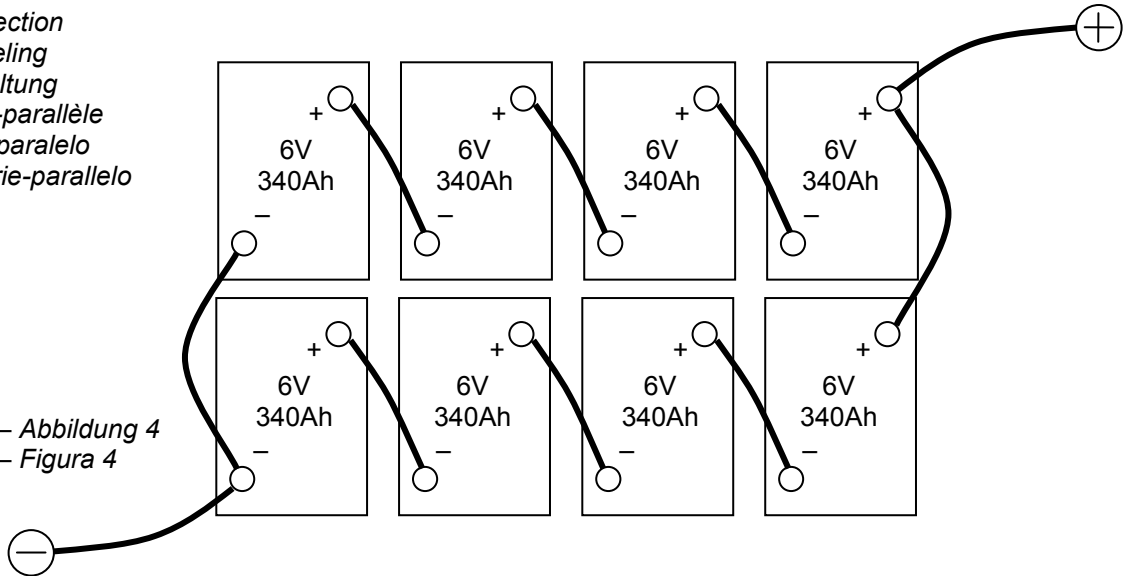 ection
eling
ltung
-parallèle
paralelo
rie-parallelo
+
+ + + +
6V 6V 6V 6V
340Ah 340Ah 340Ah 340Ah
– – – –
+ + + +
6V 6V 6V 6V
340Ah 340Ah 340Ah 340Ah
– Abbildung 4
– Figura 4
– – – –
–